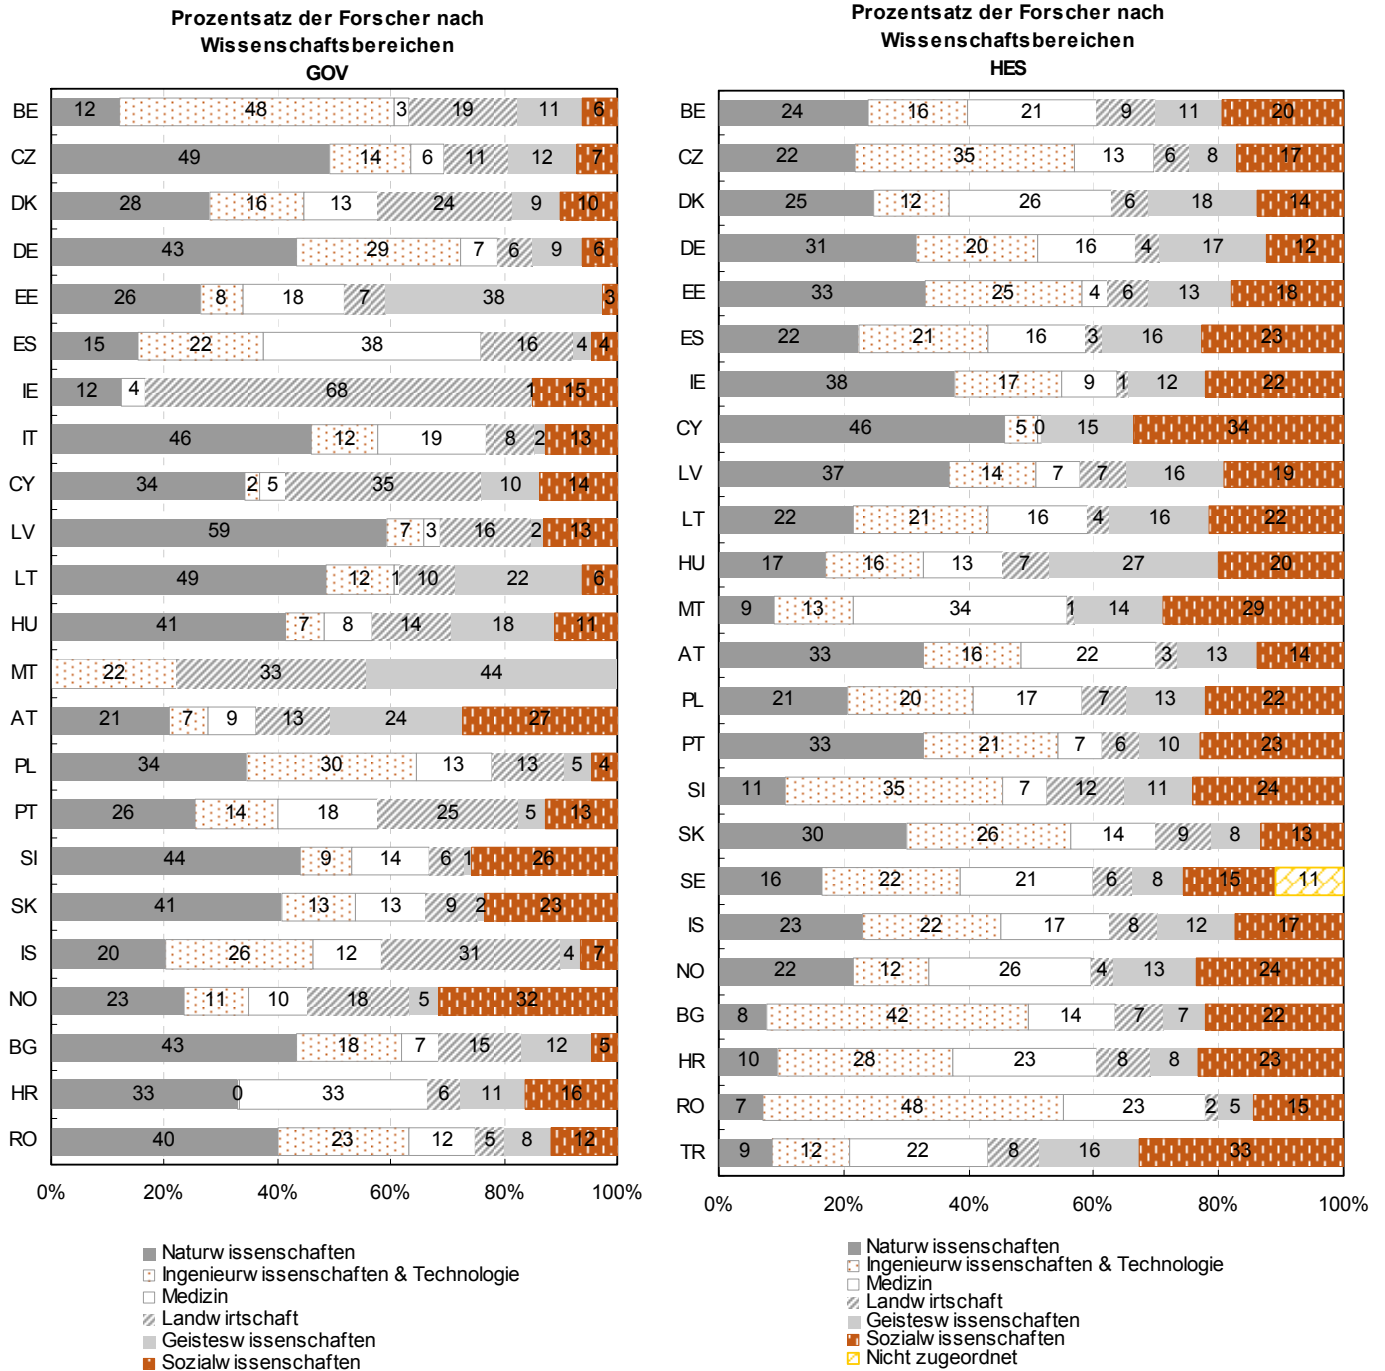 Prozentsatz der Forscher nach
Wissenschaftsbereichen
GOV
BE 12 48 3 19 11 6
CZ 49 14 6 11 12 7
DK 28 16 13 24 9 10
DE 43 29 7 6 9 6
EE 26 8 18 7 38 3
ES 15 22 38 16 4 4
IE 12 4 68 1 15
IT 46 12 19 8 2 13
CY 34 2 5 35 10 14
LV 59 7 3 16 2 13
LT 49 12 1 10 22 6
HU 41 7 8 14 18 11
MT 22 33 44
AT 21 7 9 13 24 27
PL 34 30 13 13 5 4
PT 26 14 18 25 5 13
SI 44 9 14 6 1 26
SK 41 13 13 9 2 23
IS 20 26 12 31 4 7
NO 23 11 10 18 5 32
BG 43 18 7 15 12 5
HR 33 0 33 6 11 16
RO 40 23 12 5 8 12
0% 20% 40% 60% 80% 100%
Naturwissenschaften
Ingenieurwissenschaften & Technologie
Medizin
Landwirtschaft
Geisteswissenschaften
Sozialwissenschaften
Prozentsatz der Forscher nach
Wissenschaftsbereichen
HES
BE 24 16 21 9 11 20
CZ 22 35 13 6 8 17
DK 25 12 26 6 18 14
DE 31 20 16 4 17 12
EE 33 25 4 6 13 18
ES 22 21 16 3 16 23
IE 38 17 9 1 12 22
CY 46 5 0 15 34
LV 37 14 7 7 16 19
LT 22 21 16 4 16 22
HU 17 16 13 7 27 20
MT 9 13 34 1 14 29
AT 33 16 22 3 13 14
PL 21 20 17 7 13 22
PT 33 21 7 6 10 23
SI 11 35 7 12 11 24
SK 30 26 14 9 8 13
SE 16 22 21 6 8 15 11
IS 23 22 17 8 12 17
NO 22 12 26 4 13 24
BG 8 42 14 7 7 22
HR 10 28 23 8 8 23
RO 7 48 23 2 5 15
TR 9 12 22 8 16 33
0% 20% 40% 60% 80% 100%
Naturwissenschaften
Ingenieurwissenschaften & Technologie
Medizin
Landwirtschaft
Geisteswissenschaften
Sozialwissenschaften
Nicht zugeordnet